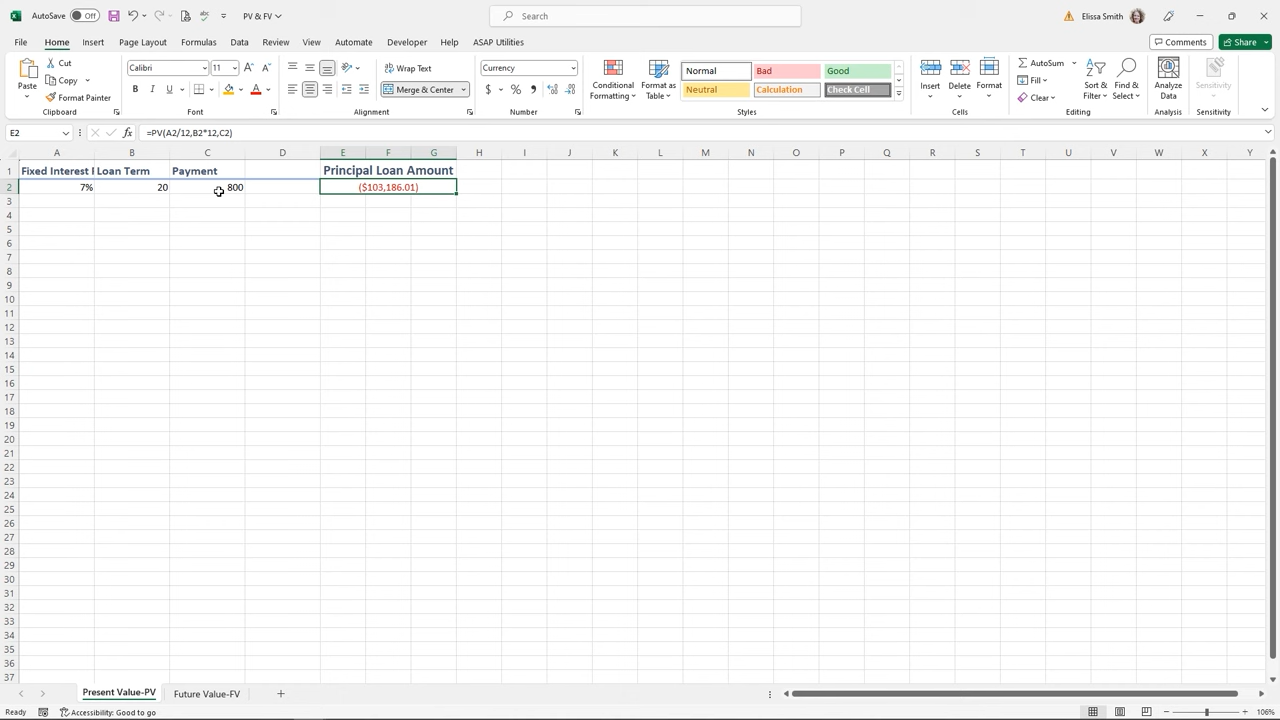 AutoSave Off PV & FV Search Elissa Smith
File Home Insert Page Layout Formulas Data Review View Automate Developer Help ASAP Utilities Comments Share
Paste Cut Copy Format Painter Clipboard
Calibri 11 A A B I U A Font
Wrap Text Merge & Center Alignment
Currency $ % Number
Conditional Formatting Format as Table Normal Bad Good Neutral Calculation Check Cell Styles
Insert Delete Format Cells
AutoSum Fill Clear Sort & Filter Find & Select Editing
Analyze Data Sensitivity Sensitivity
E2 fx =PV(A2/12,B2*12,C2)
A B C D E F G H I J K L M N O P Q R S T U V W X Y
1 Fixed Interest Loan Term Payment Principal Loan Amount
2 7% 20 800 ($103,186.01)
3
4
5
6
7
8
9
10
11
12
13
14
15
16
17
18
19
20
21
22
23
24
25
26
27
28
29
30
31
32
33
34
35
36
37
Present Value-PV Future Value-FV
Ready Accessibility: Good to go 106%